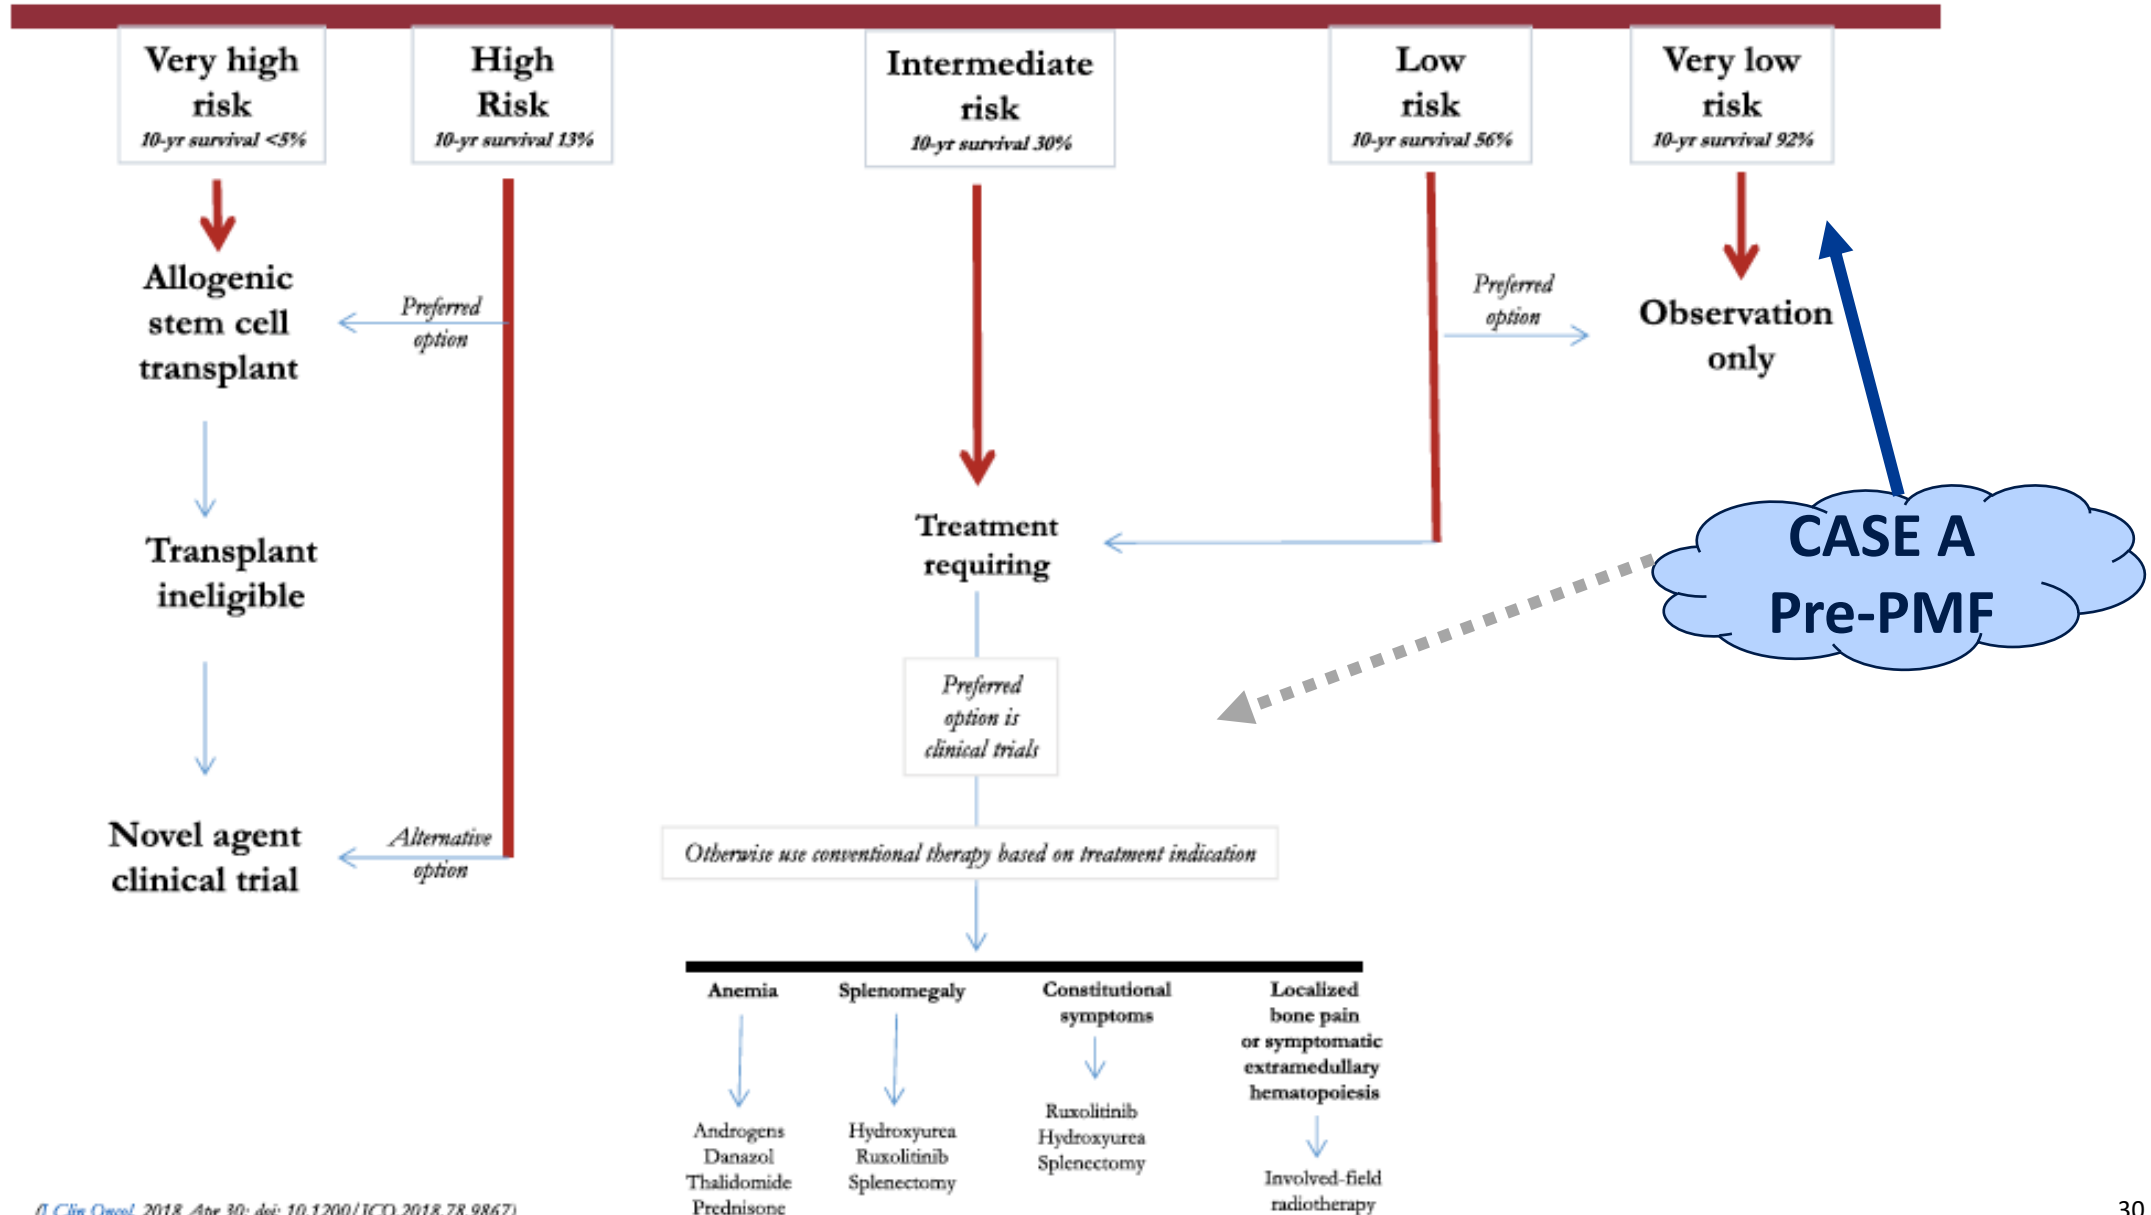 Very high
risk
10-yr survival <5%
High
Risk
10-yr survival 13%
Intermediate
risk
10-yr survival 30%
Low
risk
10-yr survival 56%
Very low
risk
10-yr survival 92%
Allogenic
stem cell
transplant
Preferred
option
Preferred
option
Observation
only
Transplant
ineligible
Treatment
requiring
CASE A
Pre-PMF
Preferred
option is
clinical trials
Novel agent
clinical trial
Alternative
option
Otherwise use conventional therapy based on treatment indication
Anemia
Splenomegaly
Constitutional
symptoms
Localized
bone pain
or symptomatic
extramedullary
hematopoiesis
Androgens
Danazol
Thalidomide
Prednisone
Hydroxyurea
Ruxolitinib
Splenectomy
Ruxolitinib
Hydroxyurea
Splenectomy
Involved-field
radiotherapy
(J Clin Oncol. 2018 Apr 30: doi: 10.1200/JCO.2018.78.9867)
30